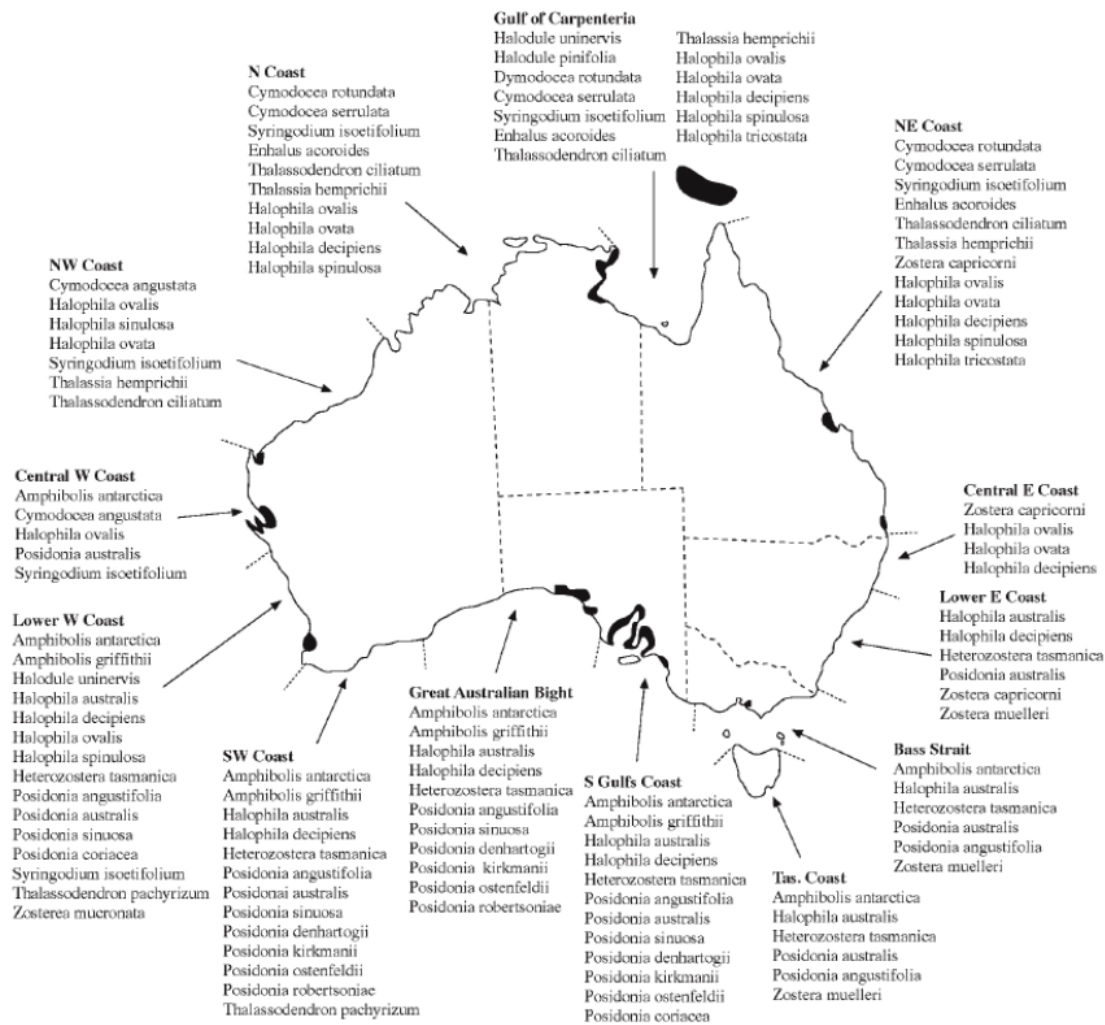 Gulf of Carpenteria
Halodule uninervis
Halodule pinifolia
Dymodocea rotundata
Cymodocea serrulata
Syringodium isoetifolium
Enhalus acoroides
Thalassodendron ciliatum
Thalassia hemprichii
Halophila ovalis
Halophila ovata
Halophila decipiens
Halophila spinulosa
Halophila tricostata
N Coast
Cymodocea rotundata
Cymodocea serrulata
Syringodium isoetifolium
Enhalus acoroides
Thalassodendron ciliatum
Thalassia hemprichii
Halophila ovalis
Halophila ovata
Halophila decipiens
Halophila spinulosa
NE Coast
Cymodocea rotundata
Cymodocea serrulata
Syringodium isoetifolium
Enhalus acoroides
Thalassodendron ciliatum
Thalassia hemprichii
Zostera capricorni
Halophila ovalis
Halophila ovata
Halophila decipiens
Halophila spinulosa
Halophila tricostata
NW Coast
Cymodocea angustata
Halophila ovalis
Halophila sinulosa
Halophila ovata
Syringodium isoetifolium
Thalassia hemprichii
Thalassodendron ciliatum
Central W Coast
Amphibolis antarctica
Cymodocea angustata
Halophila ovalis
Posidonia australis
Syringodium isoetifolium
Central E Coast
Zostera capricorni
Halophila ovalis
Halophila ovata
Halophila decipiens
Lower W Coast
Amphibolis antarctica
Amphibolis griffithii
Halodule uninervis
Halophila australis
Halophila decipiens
Halophila ovalis
Halophila spinulosa
Heterozostera tasmanica
Posidonia angustifolia
Posidonia australis
Posidonia sinuosa
Posidonia coriacea
Syringodium isoetifolium
Thalassodendron pachyrizum
Zosterea mucronata
Lower E Coast
Halophila australis
Halophila decipiens
Heterozostera tasmanica
Posidonia australis
Zostera capricorni
Zostera muelleri
SW Coast
Amphibolis antarctica
Amphibolis griffithii
Halophila australis
Halophila decipiens
Heterozostera tasmanica
Posidonia angustifolia
Posidonai australis
Posidonia sinuosa
Posidonia denhartogii
Posidonia kirkmanii
Posidonia ostenfeldii
Posidonia robertsoniae
Thalassodendron pachyrizum
Great Australian Bight
Amphibolis antarctica
Amphibolis griffithii
Halophila australis
Halophila decipiens
Heterozostera tasmanica
Posidonia angustifolia
Posidonia sinuosa
Posidonia denhartogii
Posidonia kirkmanii
Posidonia ostenfeldii
Posidonia robertsoniae
S Gulfs Coast
Amphibolis antarctica
Amphibolis griffithii
Halophila australis
Halophila decipiens
Heterozostera tasmanica
Posidonia angustifolia
Posidonia australis
Posidonia sinuosa
Posidonia denhartogii
Posidonia kirkmanii
Posidonia ostenfeldii
Posidonia coriacea
Bass Strait
Amphibolis antarctica
Halophila australis
Heterozostera tasmanica
Posidonia australis
Posidonia angustifolia
Zostera muelleri
Tas. Coast
Amphibolis antarctica
Halophila australis
Heterozostera tasmanica
Posidonia australis
Posidonia angustifolia
Zostera muelleri